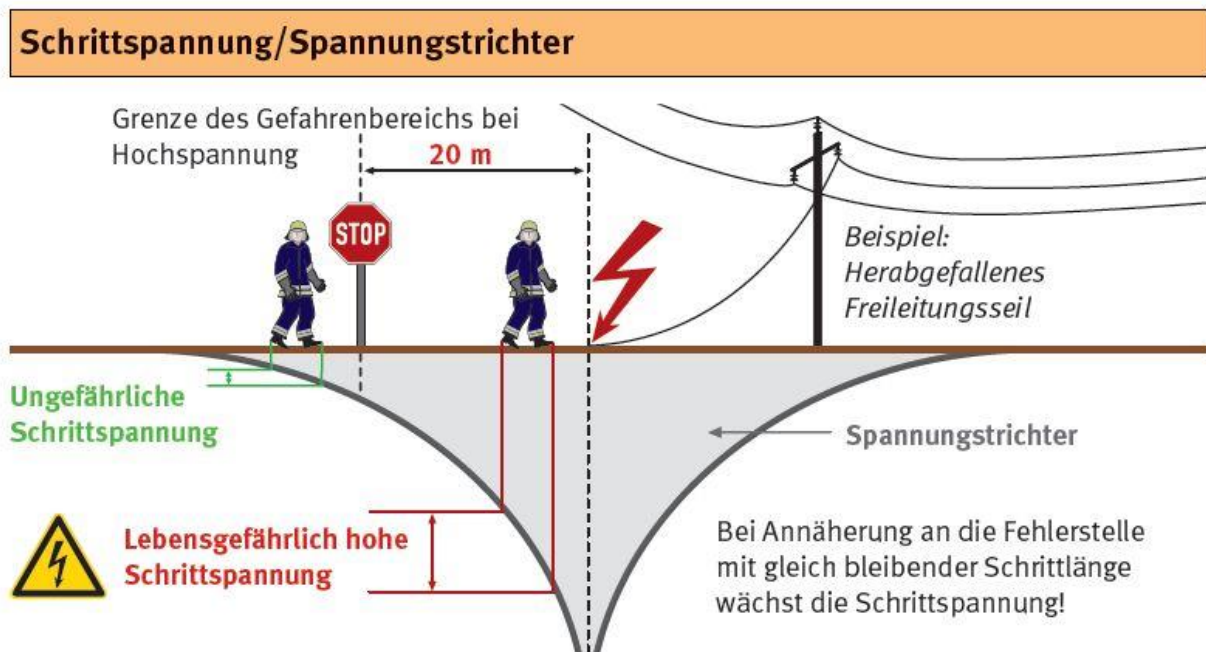 Schrittspannung/Spannungstrichter
Grenze des Gefahrenbereichs bei
Hochspannung
20 m
STOP
Beispiel:
Herabgefallenes
Freileitungsseil
Ungefährliche
Schrittspannung
Spannungstrichter
Lebensgefährlich hohe
Schrittspannung
Bei Annäherung an die Fehlerstelle
mit gleich bleibender Schrittlänge
wächst die Schrittspannung!